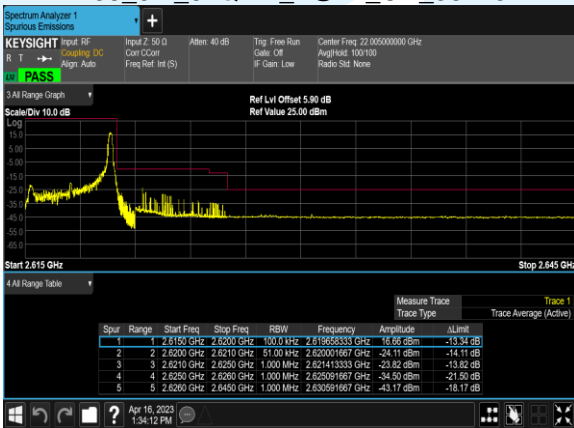 Spectrum Analyzer 1
Spurious Emissions
KEYSIGHT Input: RF Input Z: 50 Ω Atten: 40 dB Trig: Free Run Center Freq: 22.005000000 GHz
R T Coupling: DC Corr CCorr Gate: Off Avg|Hold: 100/100
Align: Auto Freq Ref: Int (S) IF Gain: Low Radio Std: None
PASS
3 All Range Graph
Ref Lvl Offset 5.90 dB
Scale/Div 10.0 dB Ref Value 25.00 dBm
Log
15.0
5.00
-5.00
-15.0
-25.0
-35.0
-45.0
-55.0
-65.0
Start 2.615 GHz Stop 2.645 GHz
4 All Range Table
Measure Trace Trace 1
Trace Type Trace Average (Active)
Spur Range Start Freq Stop Freq RBW Frequency Amplitude ΔLimit
1 1 2.6150 GHz 2.6200 GHz 100.0 kHz 2.619658333 GHz 16.66 dBm -13.34 dB
2 2 2.6200 GHz 2.6210 GHz 51.00 kHz 2.620001667 GHz -24.11 dBm -14.11 dB
3 3 2.6210 GHz 2.6250 GHz 1.000 MHz 2.621413333 GHz -23.82 dBm -13.82 dB
4 4 2.6250 GHz 2.6260 GHz 1.000 MHz 2.625091667 GHz -34.50 dBm -21.50 dB
5 5 2.6260 GHz 2.6450 GHz 1.000 MHz 2.630591667 GHz -43.17 dBm -18.17 dB
Apr 16, 2023
1:34:12 PM